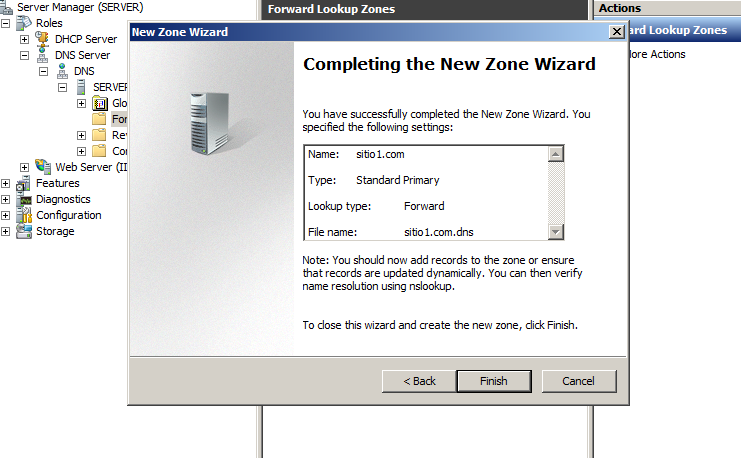 Server Manager (SERVER)
Roles
DHCP Server
DNS Server
DNS
SERVER
Glo
For
Rev
Co
Web Server (II
Features
Diagnostics
Configuration
Storage
Forward Lookup Zones
New Zone Wizard
Completing the New Zone Wizard
You have successfully completed the New Zone Wizard. You
specified the following settings:
Name: sitio1.com
Type: Standard Primary
Lookup type: Forward
File name: sitio1.com.dns
Note: You should now add records to the zone or ensure
that records are updated dynamically. You can then verify
name resolution using nslookup.
To close this wizard and create the new zone, click Finish.
< Back Finish Cancel
Actions
ard Lookup Zones
ore Actions